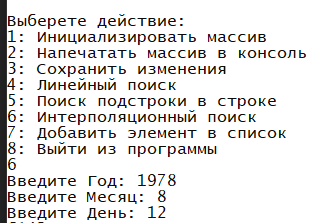 Выберете действие:
1: Инициализировать массив
2: Напечатать массив в консоль
3: Сохранить изменения
4: Линейный поиск
5: Поиск подстроки в строке
6: Интерполяционный поиск
7: Добавить элемент в список
8: Выйти из программы
6
Введите Год: 1978
Введите Месяц: 8
Введите День: 12